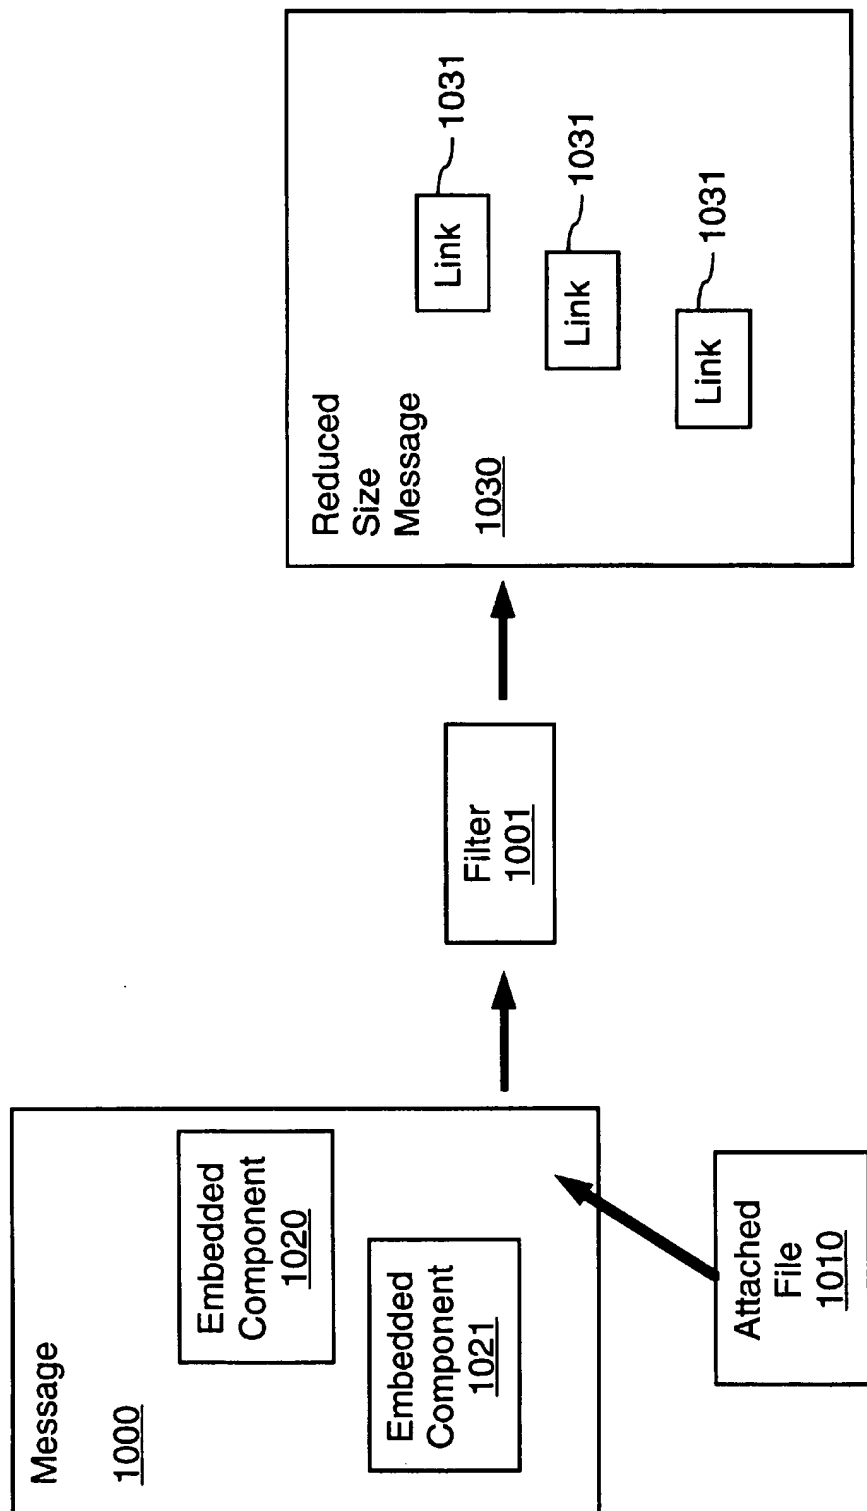 Message
1000
Embedded
Component
1020
Embedded
Component
1021
Attached
File
1010
Filter
1001
Reduced
Size
Message
1030
Link
1031
Link
1031
Link
1031